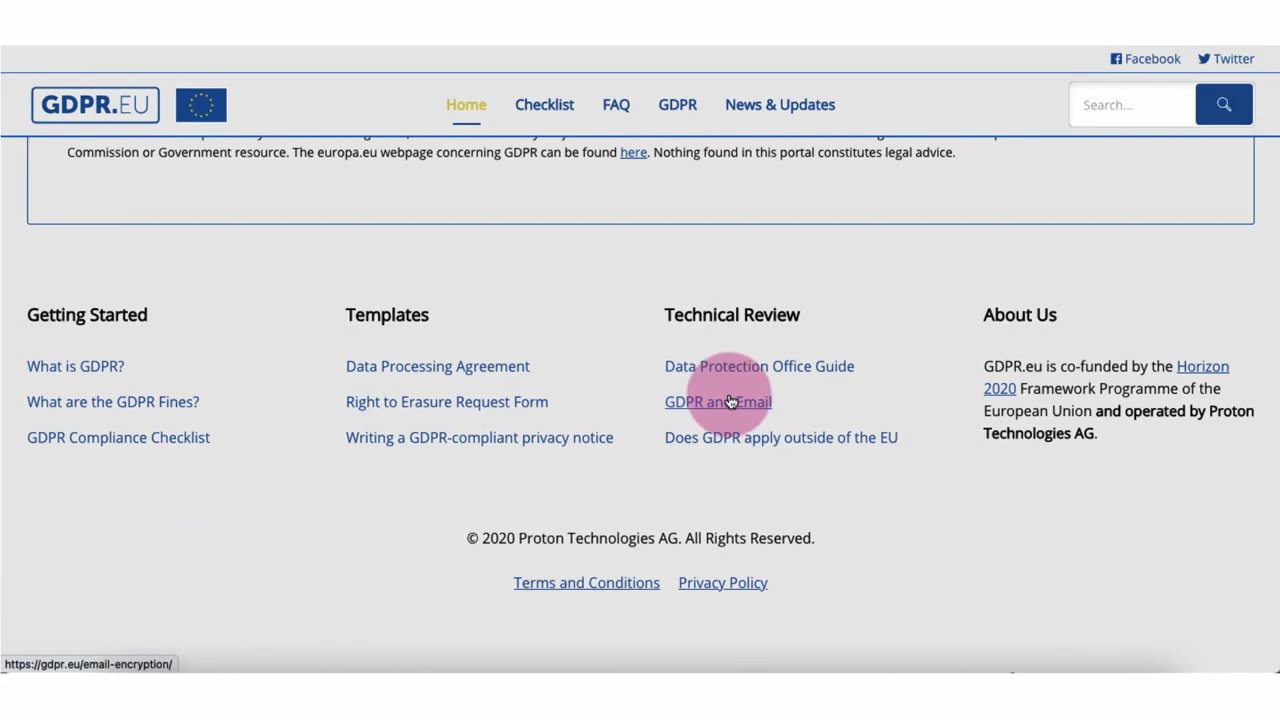 Facebook Twitter
GDPR.EU Home Checklist FAQ GDPR News & Updates Search...
Commission or Government resource. The europa.eu webpage concerning GDPR can be found here. Nothing found in this portal constitutes legal advice.
Getting Started
What is GDPR?
What are the GDPR Fines?
GDPR Compliance Checklist
Templates
Data Processing Agreement
Right to Erasure Request Form
Writing a GDPR-compliant privacy notice
Technical Review
Data Protection Office Guide
GDPR and Email
Does GDPR apply outside of the EU
About Us
GDPR.eu is co-funded by the Horizon
2020 Framework Programme of the
European Union and operated by Proton
Technologies AG.
© 2020 Proton Technologies AG. All Rights Reserved.
Terms and Conditions Privacy Policy
https://gdpr.eu/email-encryption/